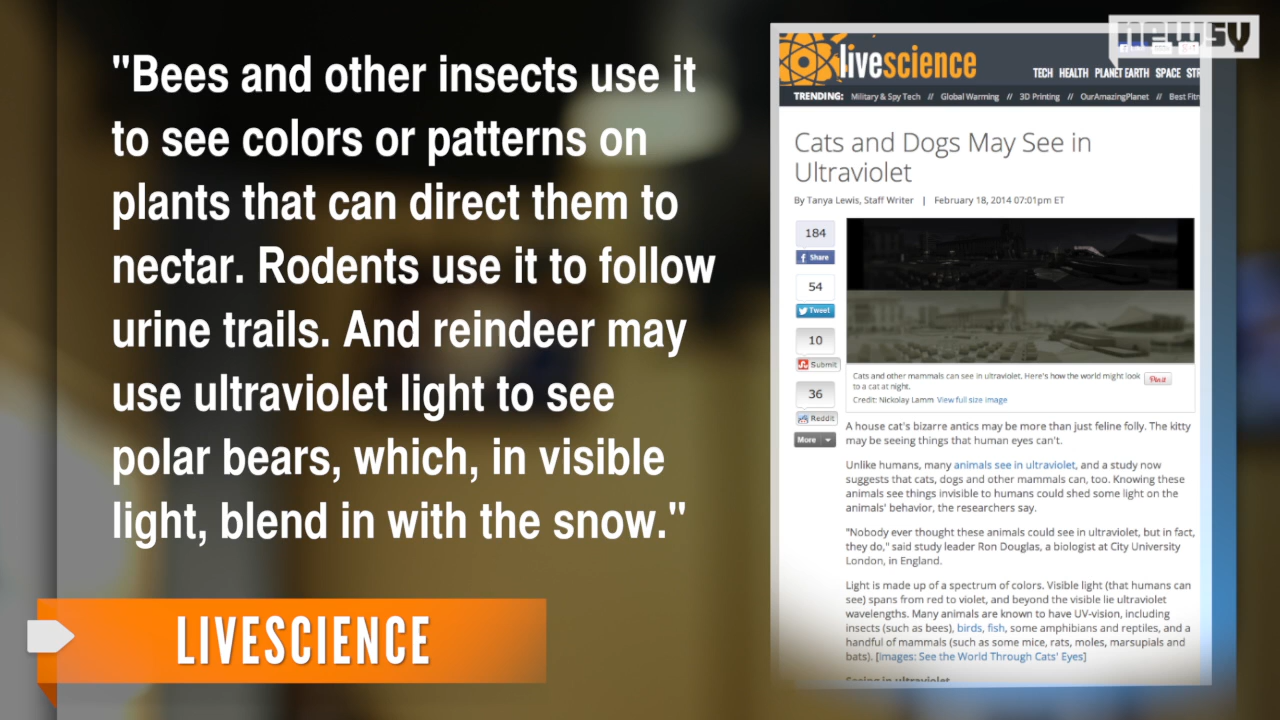 "Bees and other insects use it
to see colors or patterns on
plants that can direct them to
nectar. Rodents use it to follow
urine trails. And reindeer may
use ultraviolet light to see
polar bears, which, in visible
light, blend in with the snow."
LIVESCIENCE
newsy
livescience
TECH HEALTH PLANET EARTH SPACE STR
TRENDING: Military & Spy Tech // Global Warming // 3D Printing // OurAmazingPlanet // Best Fitn
Cats and Dogs May See in
Ultraviolet
By Tanya Lewis, Staff Writer | February 18, 2014 07:01pm ET
184
Share
54
Tweet
10
Submit
36
Reddit
More
Cats and other mammals can see in ultraviolet. Here's how the world might look
to a cat at night.
Pin it
Credit: Nickolay Lamm View full size image
A house cat's bizarre antics may be more than just feline folly. The kitty
may be seeing things that human eyes can't.
Unlike humans, many animals see in ultraviolet, and a study now
suggests that cats, dogs and other mammals can, too. Knowing these
animals see things invisible to humans could shed some light on the
animals' behavior, the researchers say.
"Nobody ever thought these animals could see in ultraviolet, but in fact,
they do," said study leader Ron Douglas, a biologist at City University
London, in England.
Light is made up of a spectrum of colors. Visible light (that humans can
see) spans from red to violet, and beyond the visible lie ultraviolet
wavelengths. Many animals are known to have UV-vision, including
insects (such as bees), birds, fish, some amphibians and reptiles, and a
handful of mammals (such as some mice, rats, moles, marsupials and
bats). [Images: See the World Through Cats' Eyes]
Seeing in ultraviolet